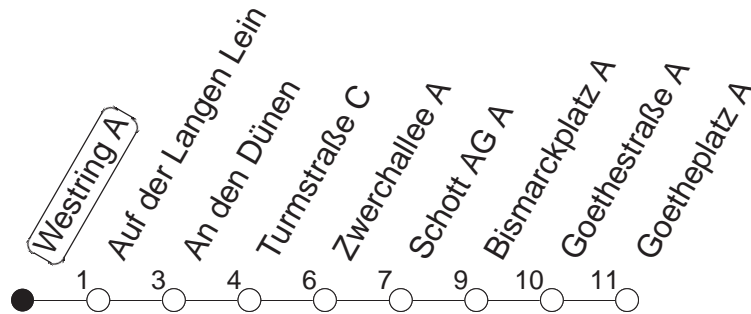 Westring A
Auf der Langen Lein
An den Dünen
Turmstraße C
Zwerchallee A
Schott AG A
Bismarckplatz A
Goethestraße A
Goetheplatz A
1 3 4 6 7 9 10 11